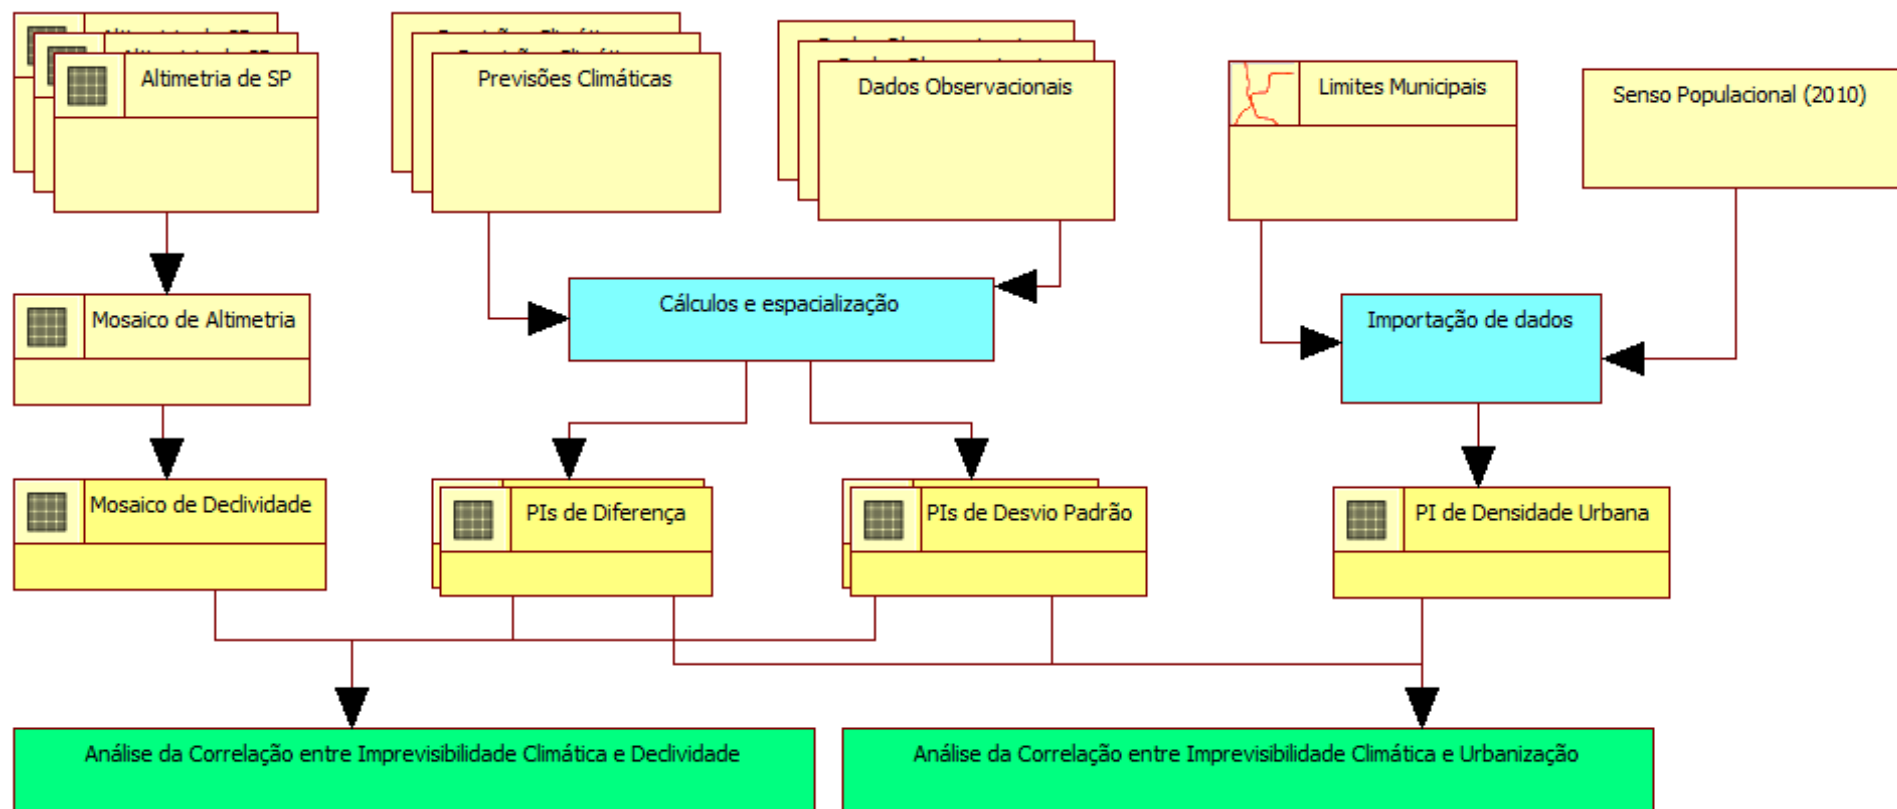 Altimetria de SP
Previsões Climáticas
Dados Observacionais
Limites Municipais
Senso Populacional (2010)
Cálculos e espacialização
Mosaico de Altimetria
Importação de dados
Mosaico de Declividade
PIs de Diferença
PIs de Desvio Padrão
PI de Densidade Urbana
Análise da Correlação entre Imprevisibilidade Climática e Declividade
Análise da Correlação entre Imprevisibilidade Climática e Urbanização